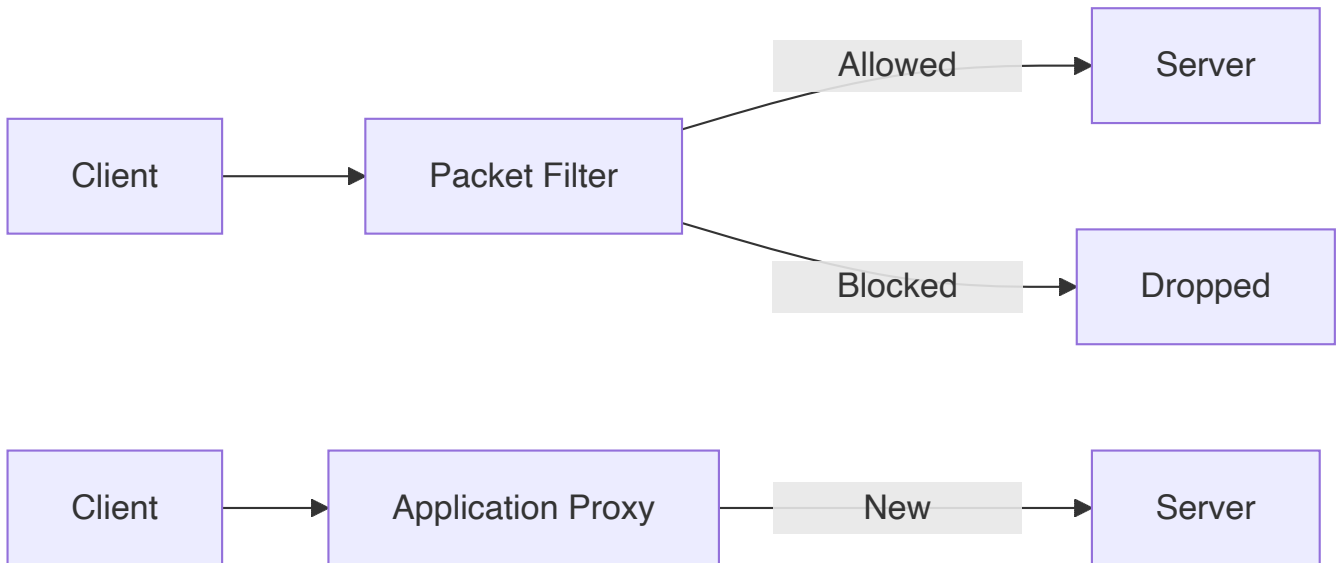 Allowed
Server
Client
Packet Filter
Blocked
Dropped
Client
Application Proxy
New
Server